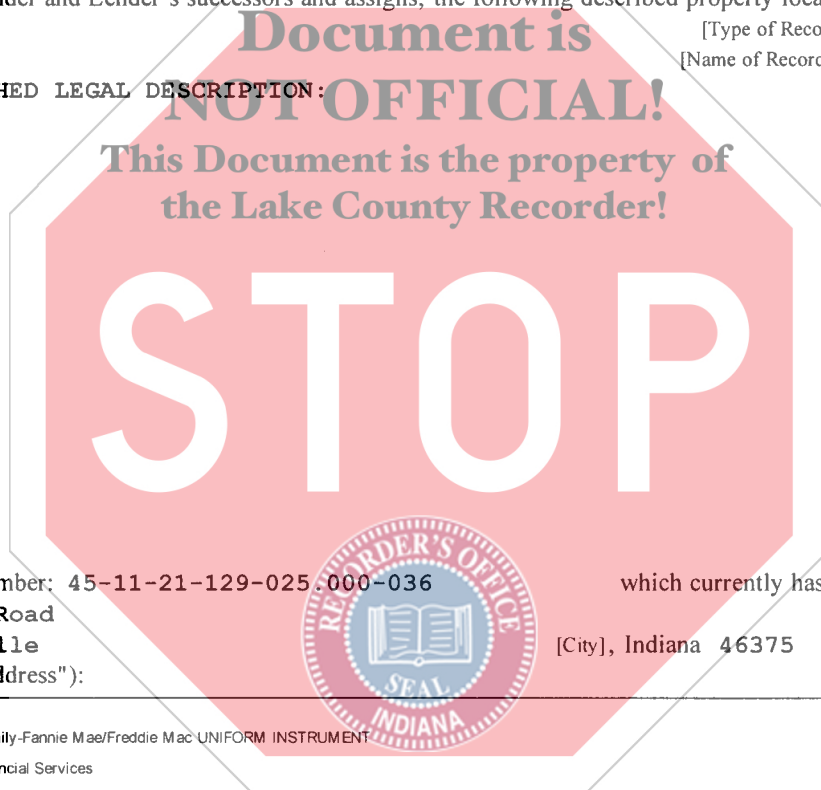 der and Lender's successors and assigns, the following described property loca
Document is
[Type of Reco
[Name of Record
HED LEGAL DESCRIPTION:
NOT OFFICIAL!
This Document is the property of
the Lake County Recorder!
STOP
RECORDER'S OFFICE
mber: 45-11-21-129-025.000-036 which currently has
Road
lle [City], Indiana 46375
ddress"):
SEAL
INDIANA
ily-Fannie Mae/Freddie Mac UNIFORM INSTRUMENT
ncial Services